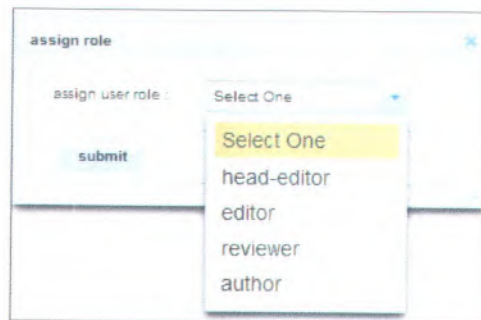 assign role
assign user role : Select One
Select One
submit
head-editor
editor
reviewer
author